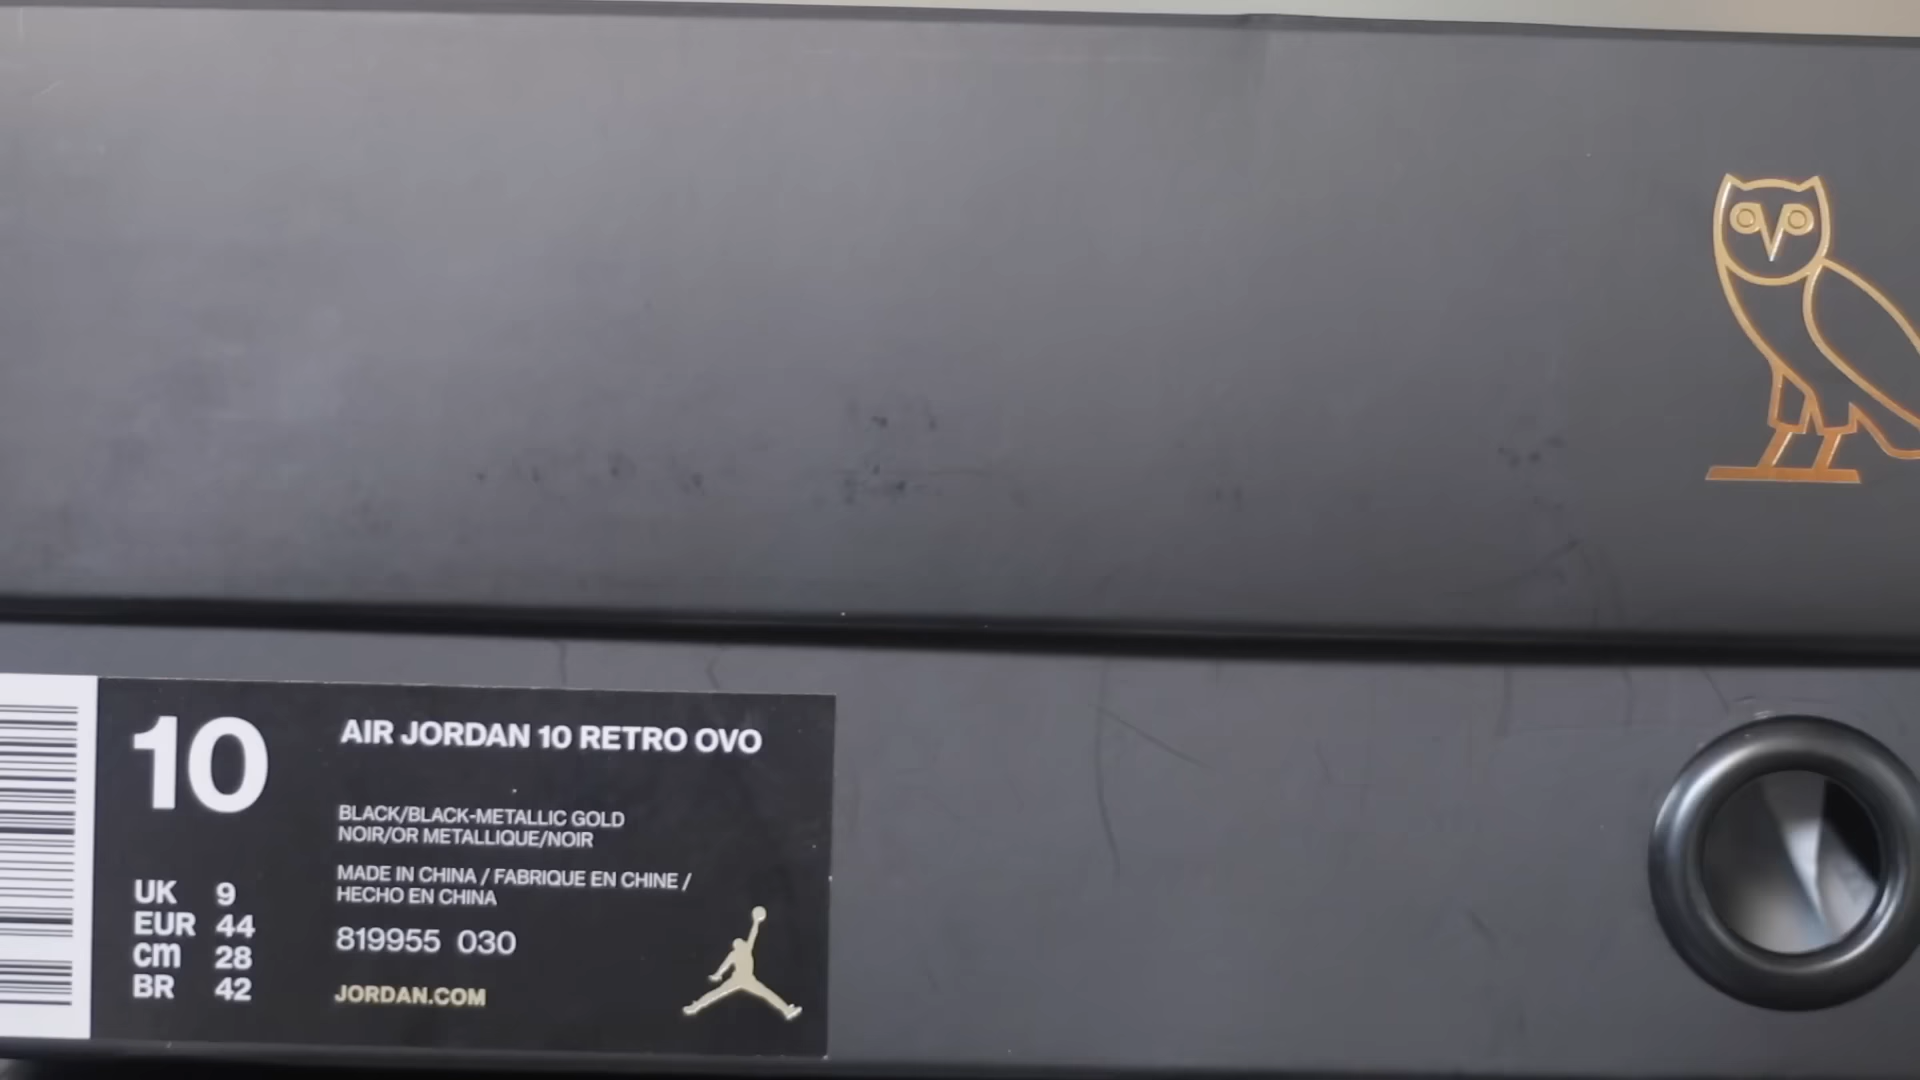 10
AIR JORDAN 10 RETRO OVO
BLACK/BLACK-METALLIC GOLD
NOIR/OR METALLIQUE/NOIR
MADE IN CHINA / FABRIQUE EN CHINE /
HECHO EN CHINA
UK 9
EUR 44
cm 28
BR 42
819955 030
JORDAN.COM